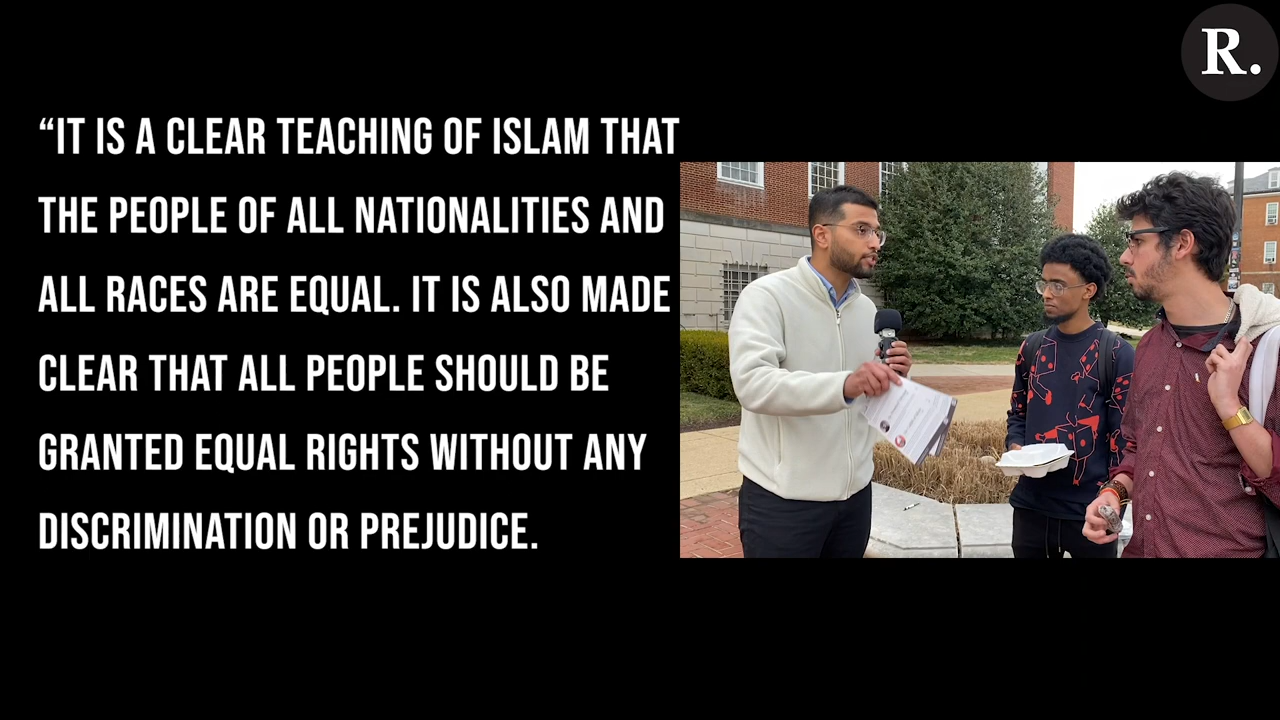 R.
“IT IS A CLEAR TEACHING OF ISLAM THAT
THE PEOPLE OF ALL NATIONALITIES AND
ALL RACES ARE EQUAL. IT IS ALSO MADE
CLEAR THAT ALL PEOPLE SHOULD BE
GRANTED EQUAL RIGHTS WITHOUT ANY
DISCRIMINATION OR PREJUDICE.